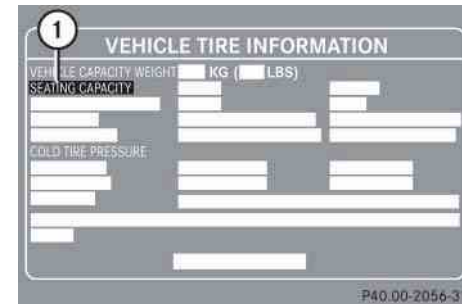 1
VEHICLE TIRE INFORMATION
VEHICLE CAPACITY WEIGHT KG ( LBS)
SEATING CAPACITY
COLD TIRE PRESSURE
P40.00-2056-3